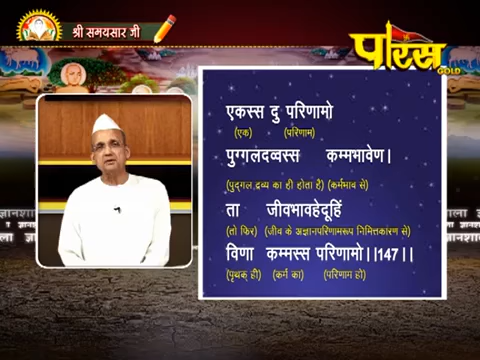 श्री समयसार जी
पारस
GOLD
एकस्स दु परिणामो
(एक) (परिणाम)
पुग्गलदव्वस्स कम्मभावेण।
(पुद्गलद्रव्य का ही होता है) (कर्मभाव से)
ता जीवभावहेदूहिं
(तो फिर) (जीव के अज्ञानपरिणामरूप निमित्तकारण से)
विणा कम्मस्स परिणामो।।147।।
(पृथक् ही) (कर्म का) (परिणाम हो)